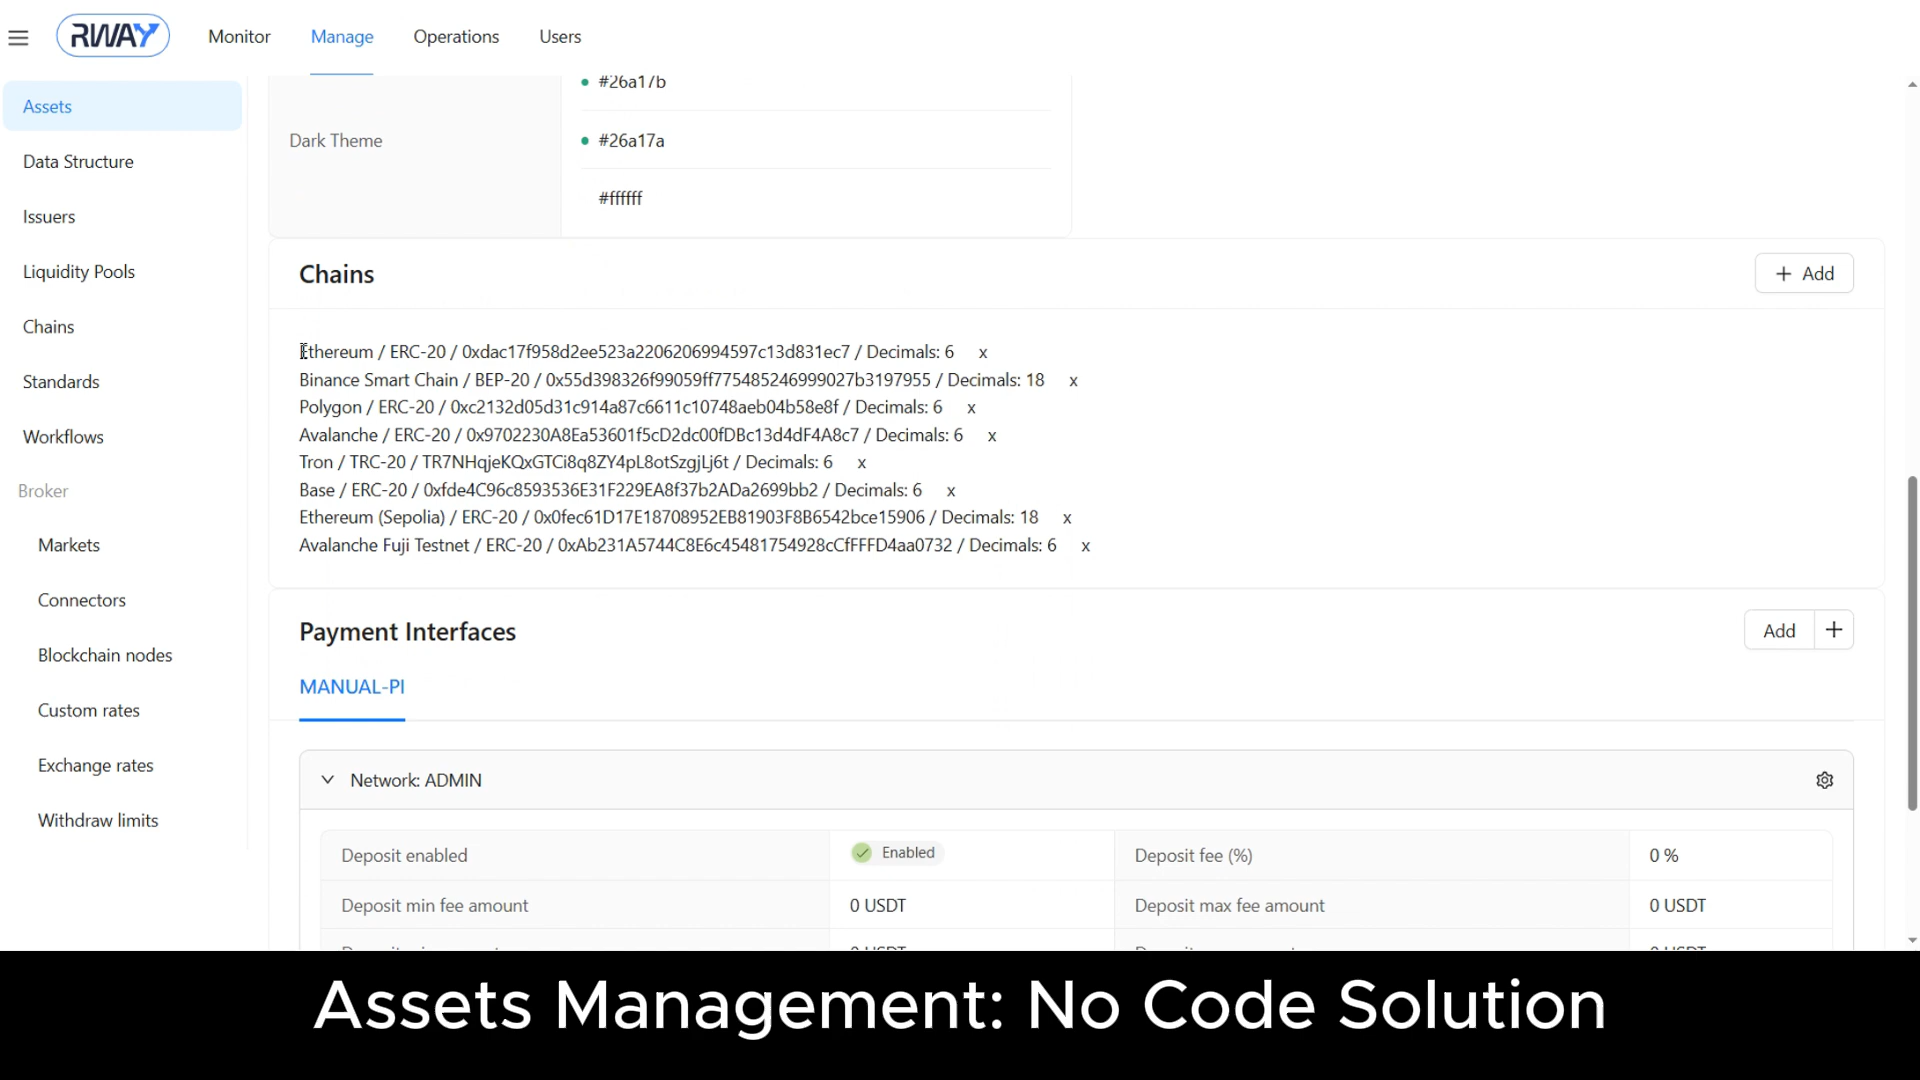 RWAY
Monitor
Manage
Operations
Users
Assets
Data Structure
Issuers
Liquidity Pools
Chains
Standards
Workflows
Broker
Markets
Connectors
Blockchain nodes
Custom rates
Exchange rates
Withdraw limits
#26a17b
Dark Theme
#26a17a
#ffffff
Chains
+ Add
Ethereum / ERC-20 / 0xdac17f958d2ee523a2206206994597c13d831ec7 / Decimals: 6 x
Binance Smart Chain / BEP-20 / 0x55d398326f99059ff775485246999027b3197955 / Decimals: 18 x
Polygon / ERC-20 / 0xc2132d05d31c914a87c6611c10748aeb04b58e8f / Decimals: 6 x
Avalanche / ERC-20 / 0x9702230A8Ea53601f5cD2dc00fDBc13d4dF4A8c7 / Decimals: 6 x
Tron / TRC-20 / TR7NHqjeKQxGTCi8q8ZY4pL8otSzgjLj6t / Decimals: 6 x
Base / ERC-20 / 0xfde4C96c8593536E31F229EA8f37b2ADa2699bb2 / Decimals: 6 x
Ethereum (Sepolia) / ERC-20 / 0x0fec61D17E18708952EB81903F8B6542bce15906 / Decimals: 18 x
Avalanche Fuji Testnet / ERC-20 / 0xAb231A5744C8E6c45481754928cCfFFFD4aa0732 / Decimals: 6 x
Payment Interfaces
Add +
MANUAL-PI
Network: ADMIN
Deposit enabled
Enabled
Deposit fee (%)
0 %
Deposit min fee amount
0 USDT
Deposit max fee amount
0 USDT
Assets Management: No Code Solution